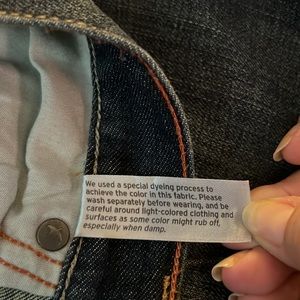 We used a special dyeing process to
achieve the color in this fabric. Please
wash separately before wearing, and be
careful around light-colored clothing and
surfaces as some color might rub off,
especially when damp.